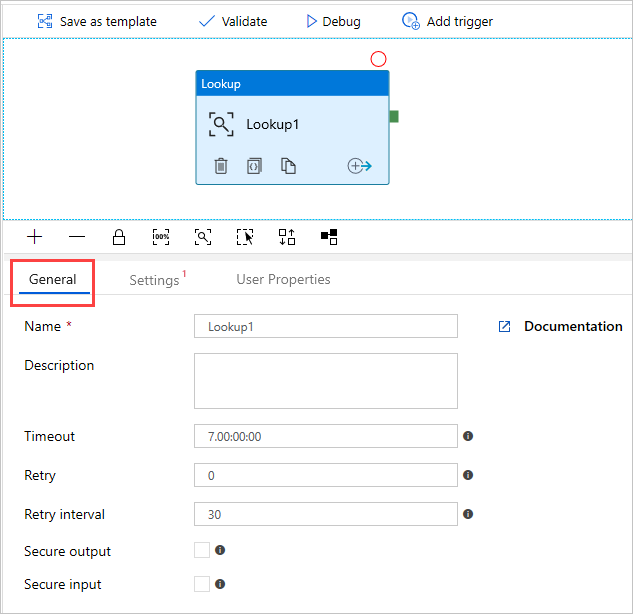 Save as template Validate Debug Add trigger
Lookup
Lookup1
100%
General Settings 1 User Properties
Name * Lookup1 Documentation
Description
Timeout 7.00:00:00
Retry 0
Retry interval 30
Secure output
Secure input